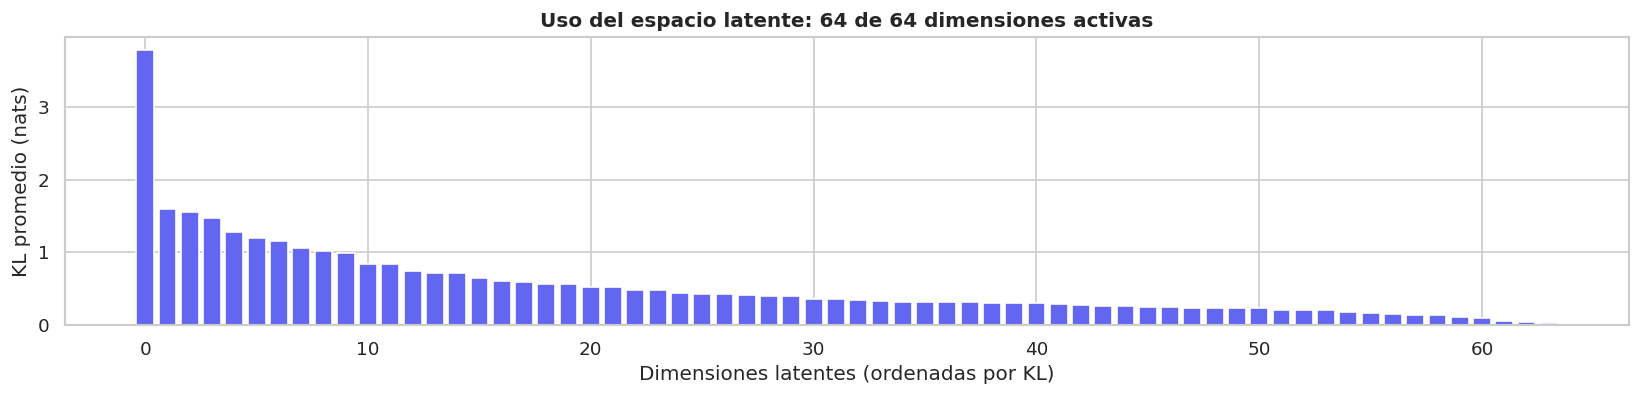 Uso del espacio latente: 64 de 64 dimensiones activas
KL promedio (nats)
3
2
1
0
0 10 20 30 40 50 60
Dimensiones latentes (ordenadas por KL)